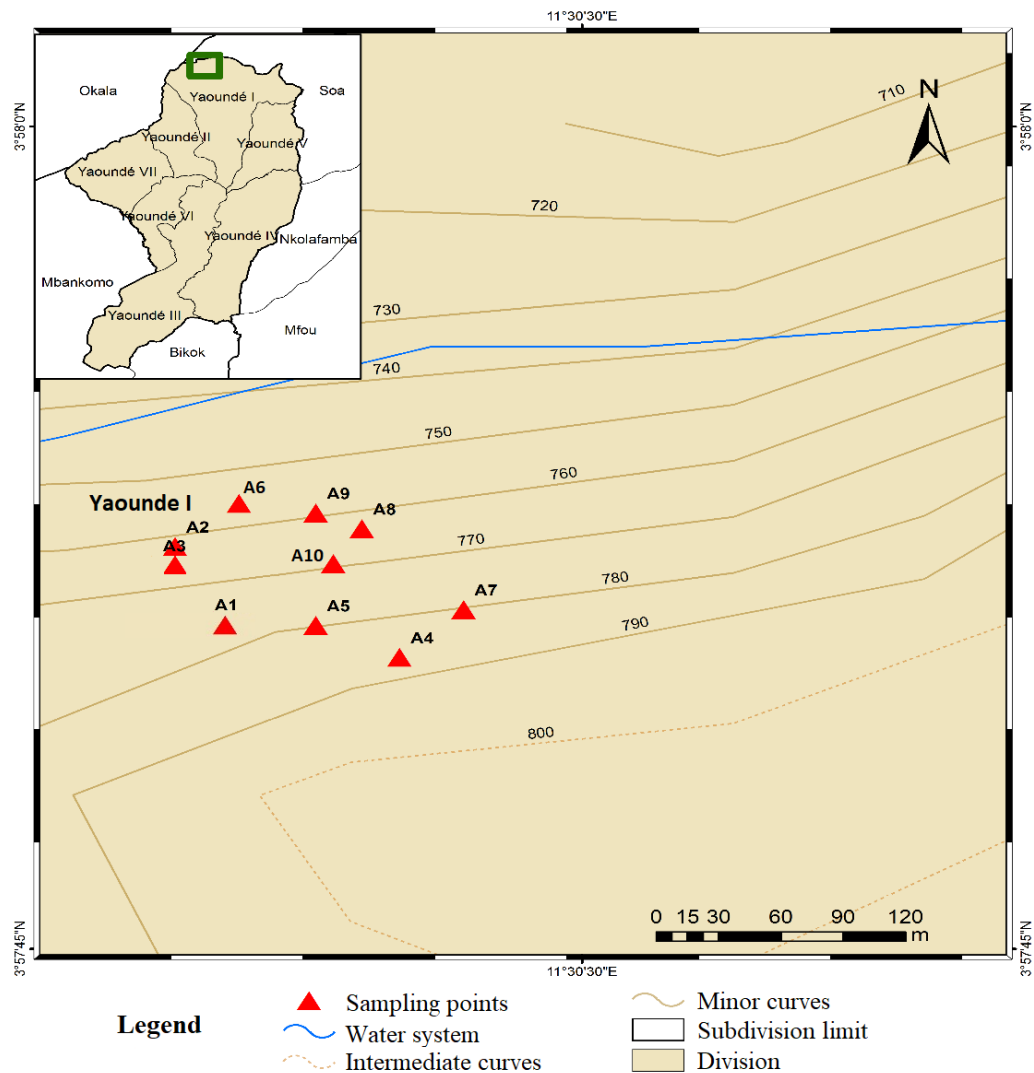 11°30'30"E
Okala
Soa
Yaoundé I
Yaoundé II
Yaoundé V
Yaoundé VII
Yaoundé VI
Yaoundé IV
Nkolafamba
Mbankomo
Yaoundé III
Mfou
Bikok
N
3°58'0"N
3°58'0"N
710
720
730
740
750
760
770
780
790
800
Yaounde I
A6
A9
A8
A2
A3
A10
A7
A1
A5
A4
0 15 30 60 90 120
m
3°57'45"N
3°57'45"N
11°30'30"E
Legend
Sampling points
Water system
Intermediate curves
Minor curves
Subdivision limit
Division